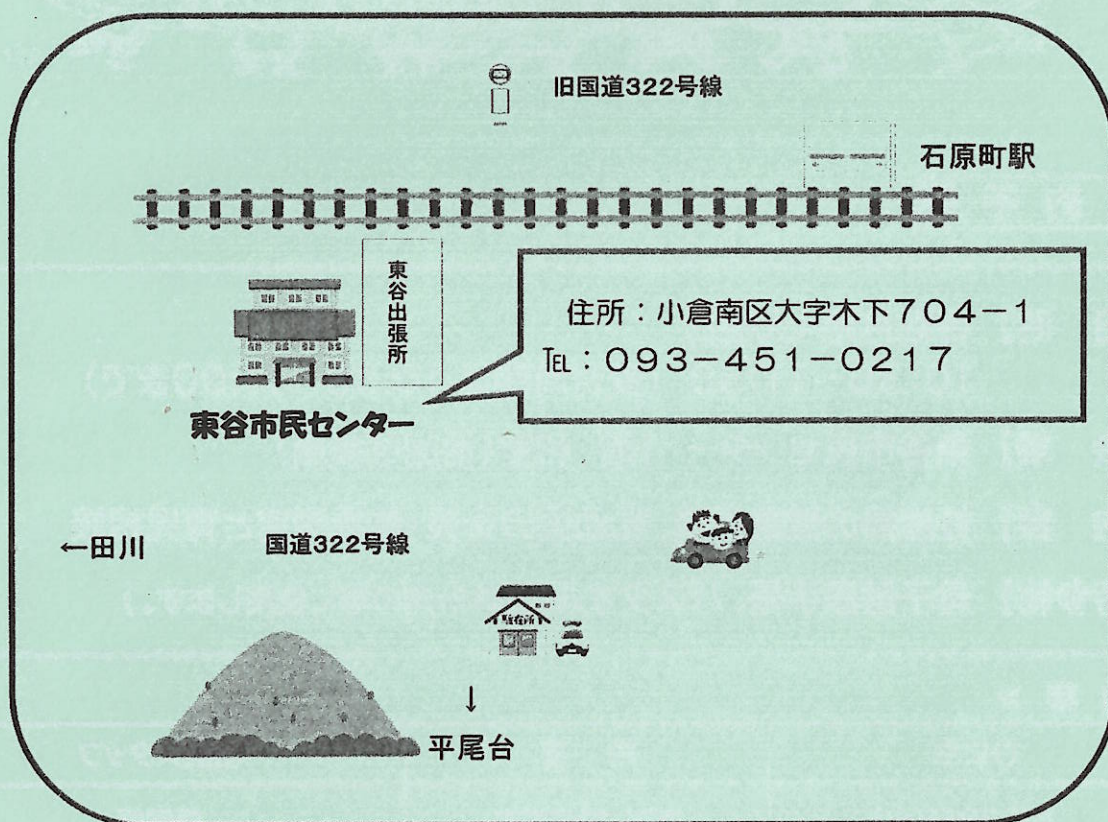 旧国道322号線
石原町駅
東谷出張所
住所：小倉南区大字木下７０４－１
℡：０９３－４５１－０２１７
東谷市民センター
←田川
国道322号線
駐在所
↓
平尾台